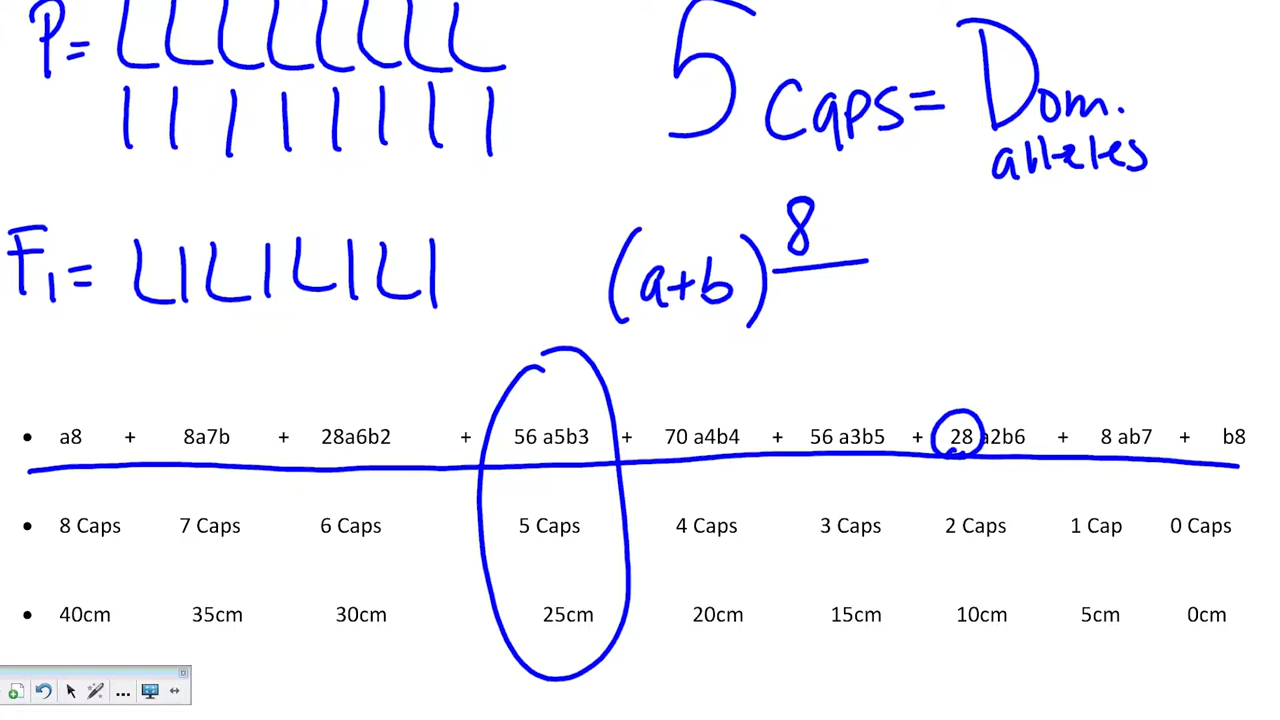 P= LLLLLLLL
llllllll
5 Caps= Dom.
alleles
F1= LlLlLlLl
(a+b)8
• a8 + 8a7b + 28a6b2 + 56 a5b3 + 70 a4b4 + 56 a3b5 + 28 a2b6 + 8 ab7 + b8
• 8 Caps 7 Caps 6 Caps 5 Caps 4 Caps 3 Caps 2 Caps 1 Cap 0 Caps
• 40cm 35cm 30cm 25cm 20cm 15cm 10cm 5cm 0cm